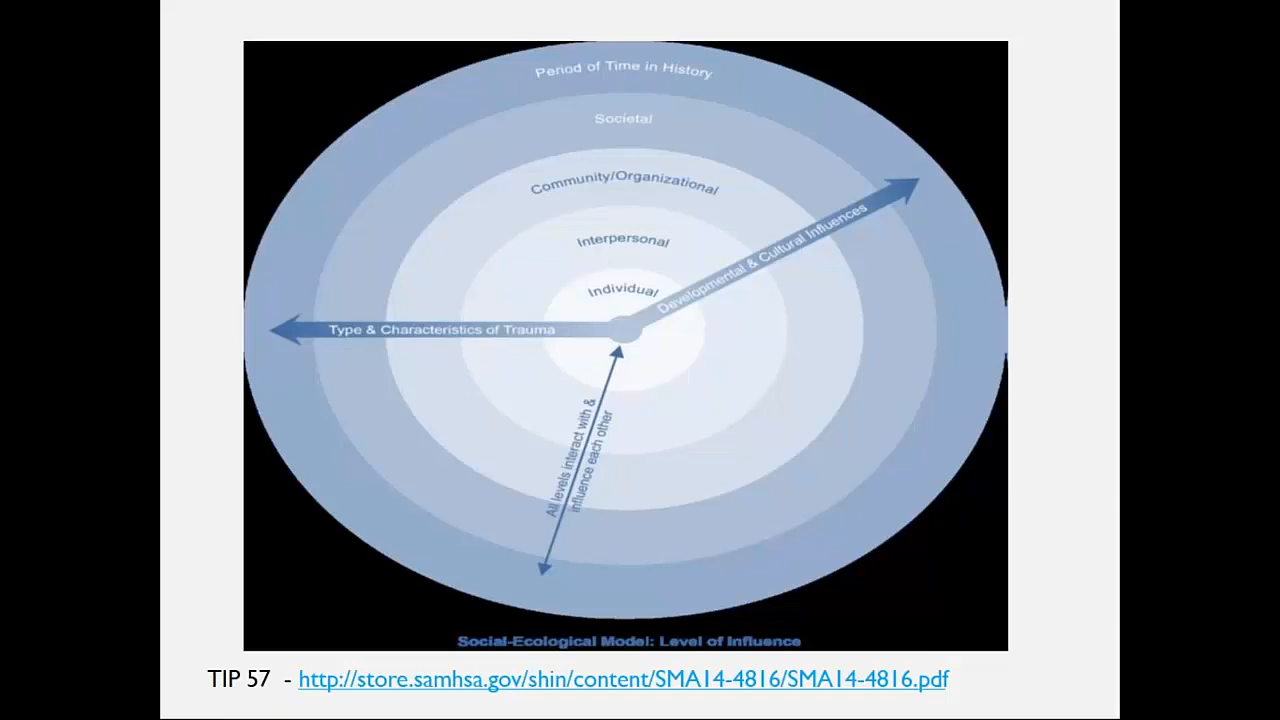 Period of Time in History
Societal
Community/Organizational
Interpersonal
Individual
Developmental & Cultural Influences
Type & Characteristics of Trauma
All levels interact with &
influence each other
Social-Ecological Model: Level of Influence
TIP 57 - http://store.samhsa.gov/shin/content/SMA14-4816/SMA14-4816.pdf